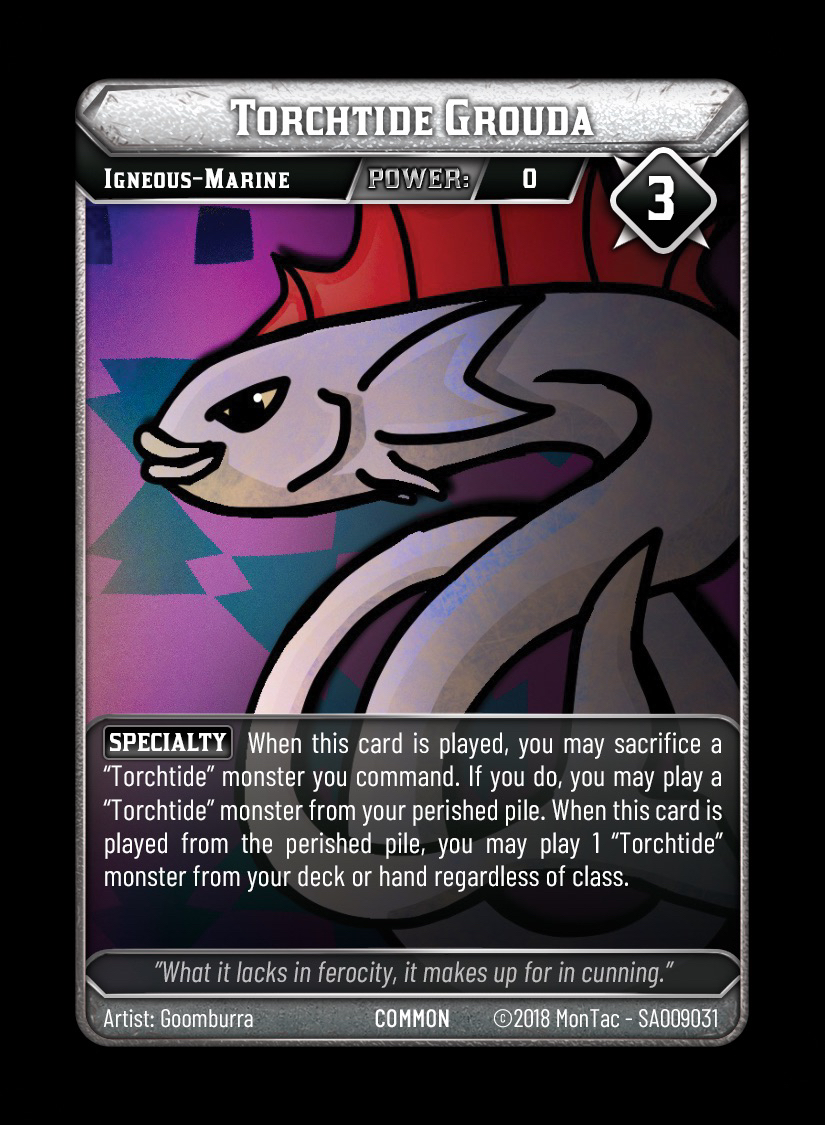 Torchtide Grouda
Igneous-Marine POWER: 0
3
SPECIALTY When this card is played, you may sacrifice a
“Torchtide” monster you command. If you do, you may play a
“Torchtide” monster from your perished pile. When this card is
played from the perished pile, you may play 1 “Torchtide”
monster from your deck or hand regardless of class.
“What it lacks in ferocity, it makes up for in cunning.”
Artist: Goomburra COMMON ©2018 MonTac - SA009031